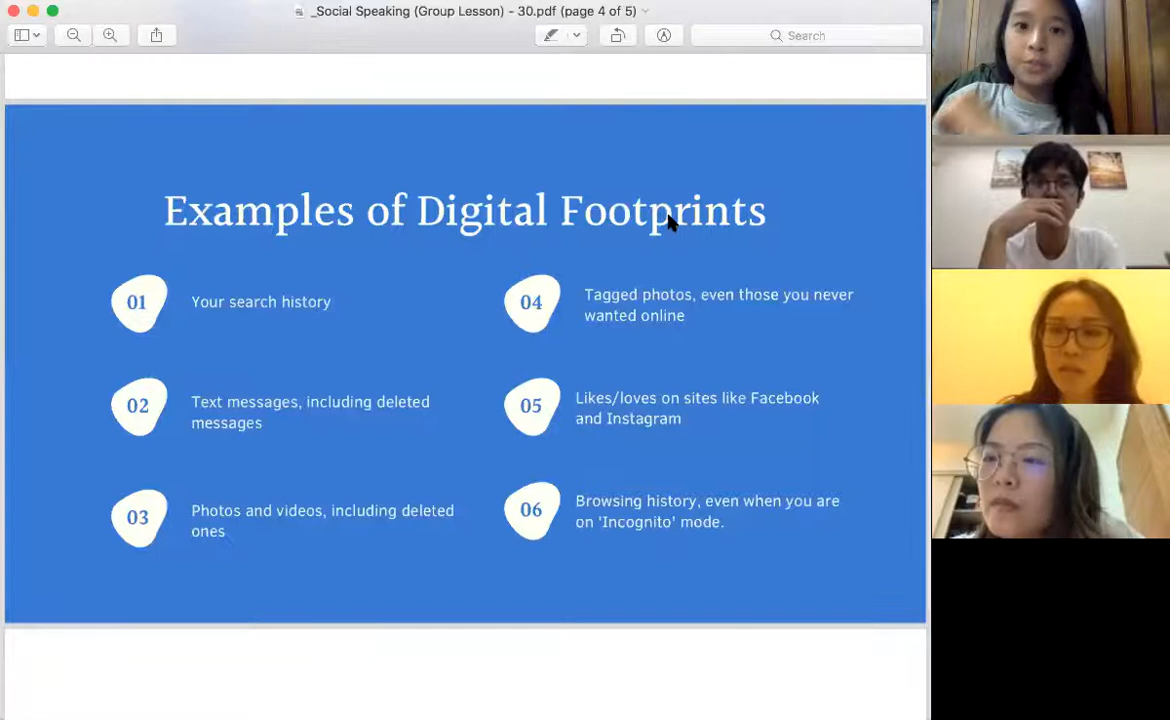 _Social Speaking (Group Lesson) - 30.pdf (page 4 of 5)
Search
Examples of Digital Footprints
01
Your search history
02
Text messages, including deleted
messages
03
Photos and videos, including deleted
ones
04
Tagged photos, even those you never
wanted online
05
Likes/loves on sites like Facebook
and Instagram
06
Browsing history, even when you are
on 'Incognito' mode.